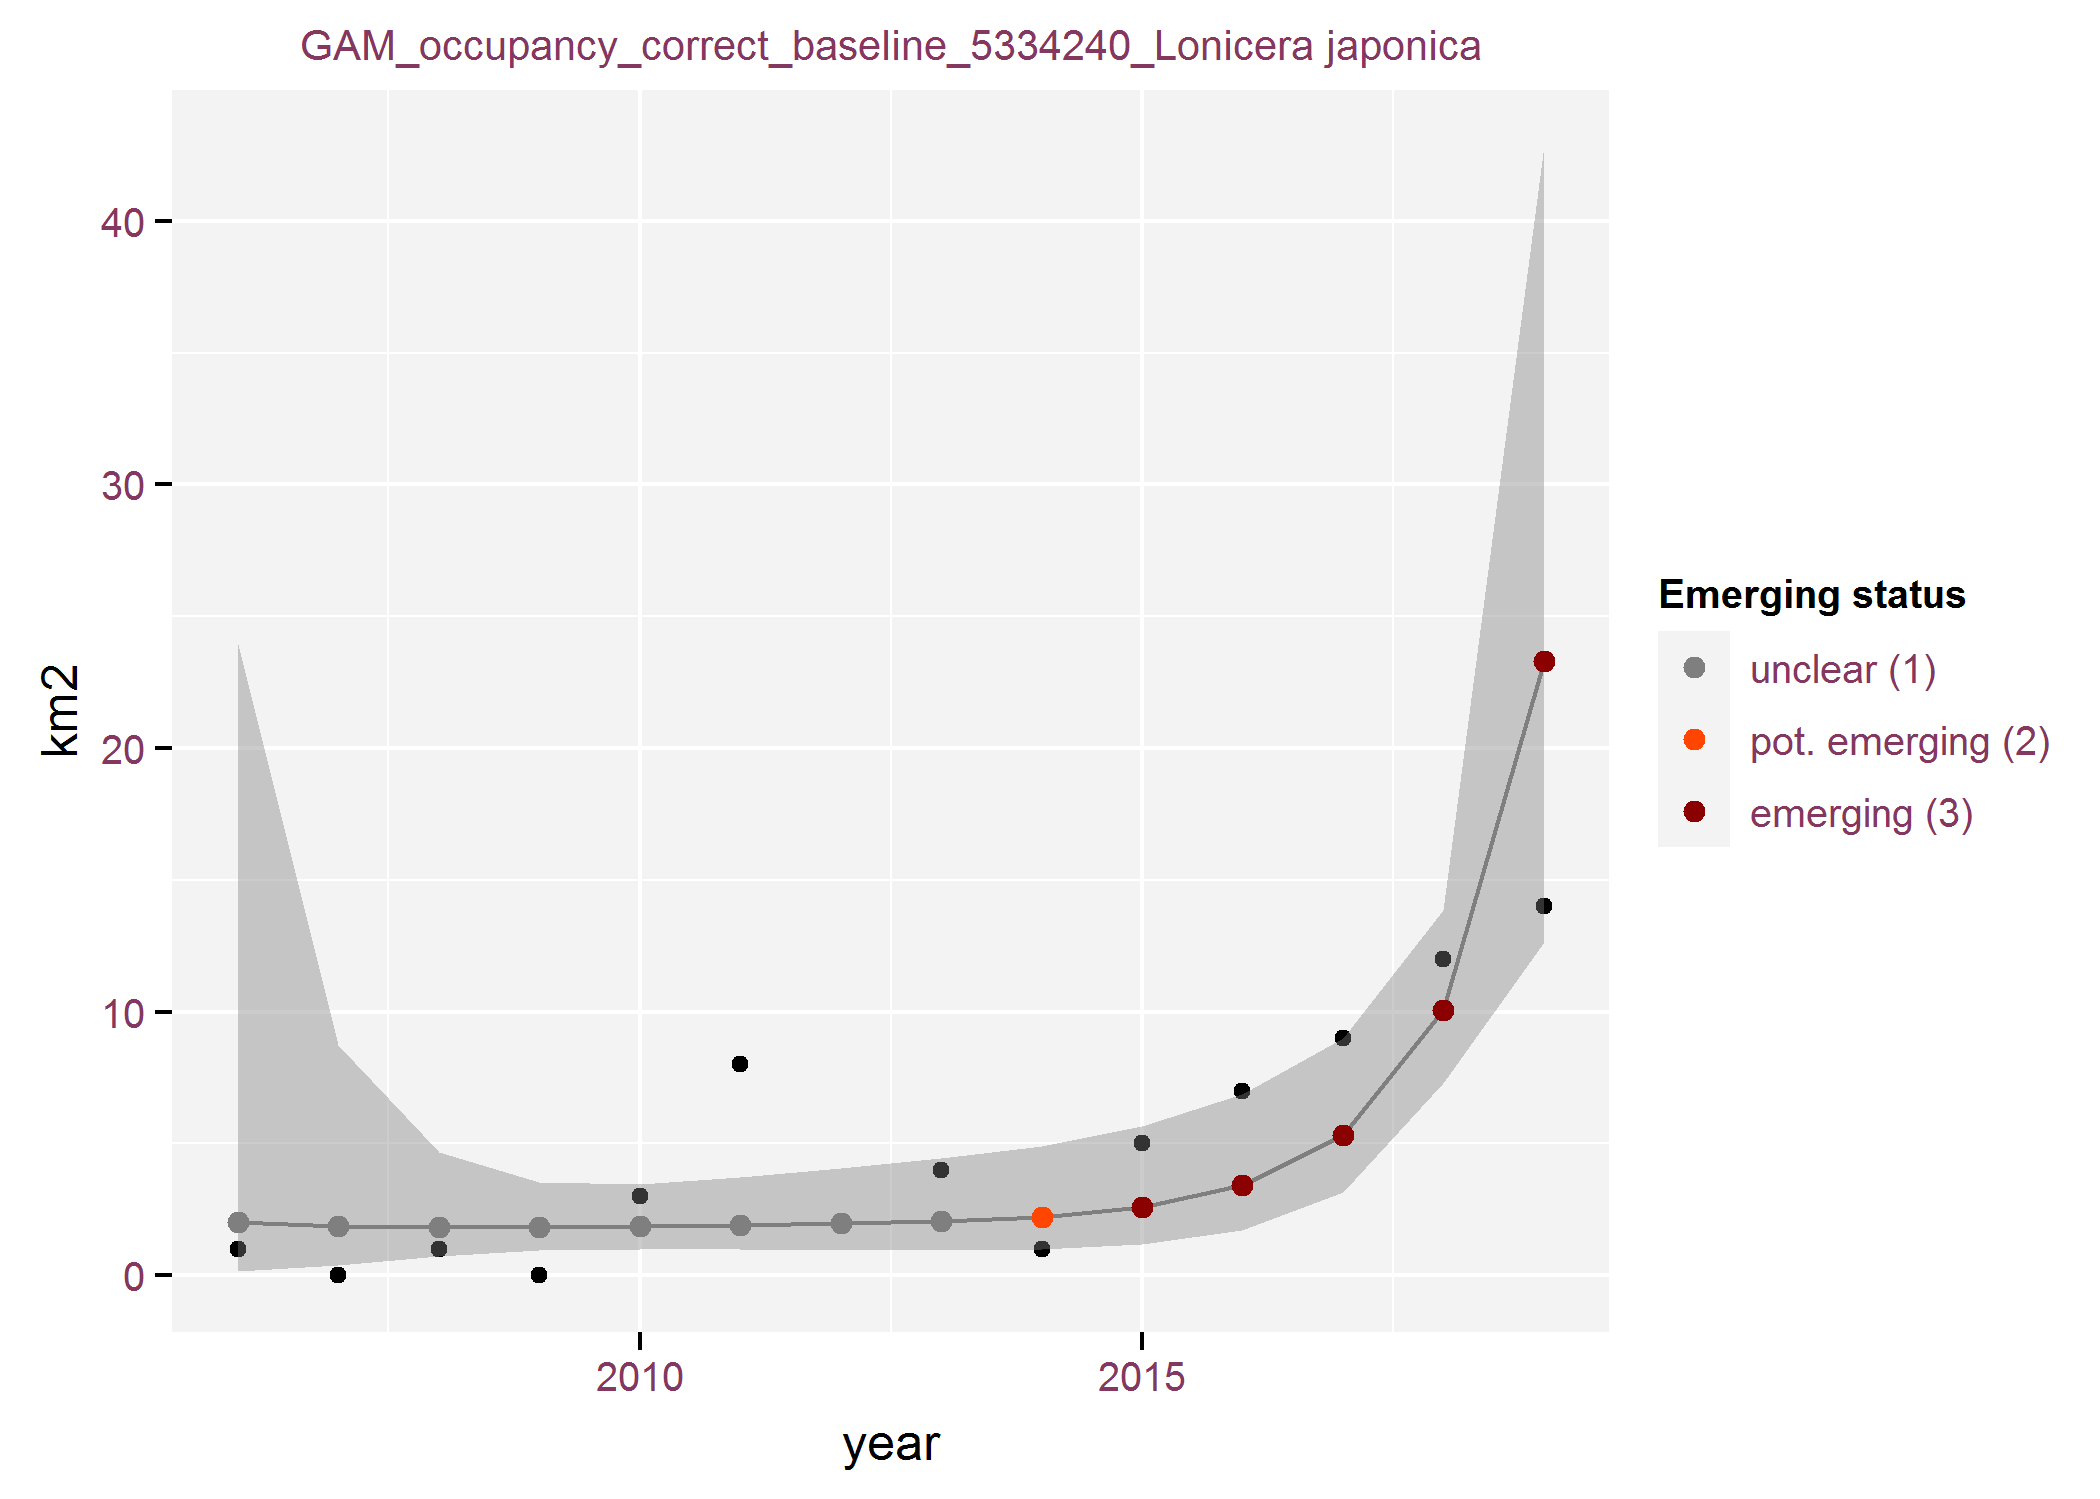 GAM_occupancy_correct_baseline_5334240_Lonicera japonica
40
30
20
10
0
km2
2010
2015
year
Emerging status
unclear (1)
pot. emerging (2)
emerging (3)